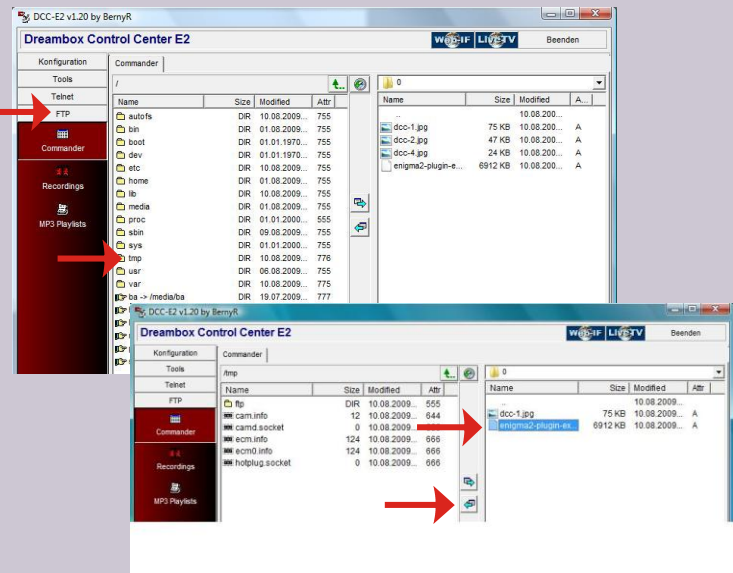 DCC-E2 v1.20 by BernyR
Dreambox Control Center E2
Web-IF LiveTV Beenden
Konfiguration
Tools
Telnet
FTP
Commander
Recordings
MP3 Playlists
Commander
/
0
Name Size Modified Attr
autofs DIR 10.08.2009... 755
bin DIR 01.08.2009... 755
boot DIR 01.01.1970... 755
dev DIR 01.01.1970... 755
etc DIR 10.08.2009... 755
home DIR 01.08.2009... 755
lib DIR 10.08.2009... 755
media DIR 01.08.2009... 755
proc DIR 01.01.2000... 555
sbin DIR 09.08.2009... 755
sys DIR 01.01.2000... 755
tmp DIR 10.08.2009... 776
usr DIR 06.08.2009... 755
var DIR 10.08.2009... 775
ba -> /media/ba DIR 19.07.2009... 777
Name Size Modified A...
.. 10.08.200...
dcc-1.jpg 75 KB 10.08.200... A
dcc-2.jpg 47 KB 10.08.200... A
dcc-4.jpg 24 KB 10.08.200... A
enigma2-plugin-e... 6912 KB 10.08.200... A
DCC-E2 v1.20 by BernyR
Dreambox Control Center E2
Web-IF LiveTV Beenden
Konfiguration
Tools
Telnet
FTP
Commander
Recordings
MP3 Playlists
Commander
/tmp
0
Name Size Modified Attr
ftp DIR 10.08.2009... 555
cam.info 12 10.08.2009... 644
camd.socket 0 10.08.2009...
ecm.info 124 10.08.2009... 666
ecm0.info 124 10.08.2009... 666
hotplug.socket 0 10.08.2009... 666
Name Size Modified Attr
.. 10.08.2009...
dcc-1.jpg 75 KB 10.08.2009... A
enigma2-plugin-ex... 6912 KB 10.08.2009... A